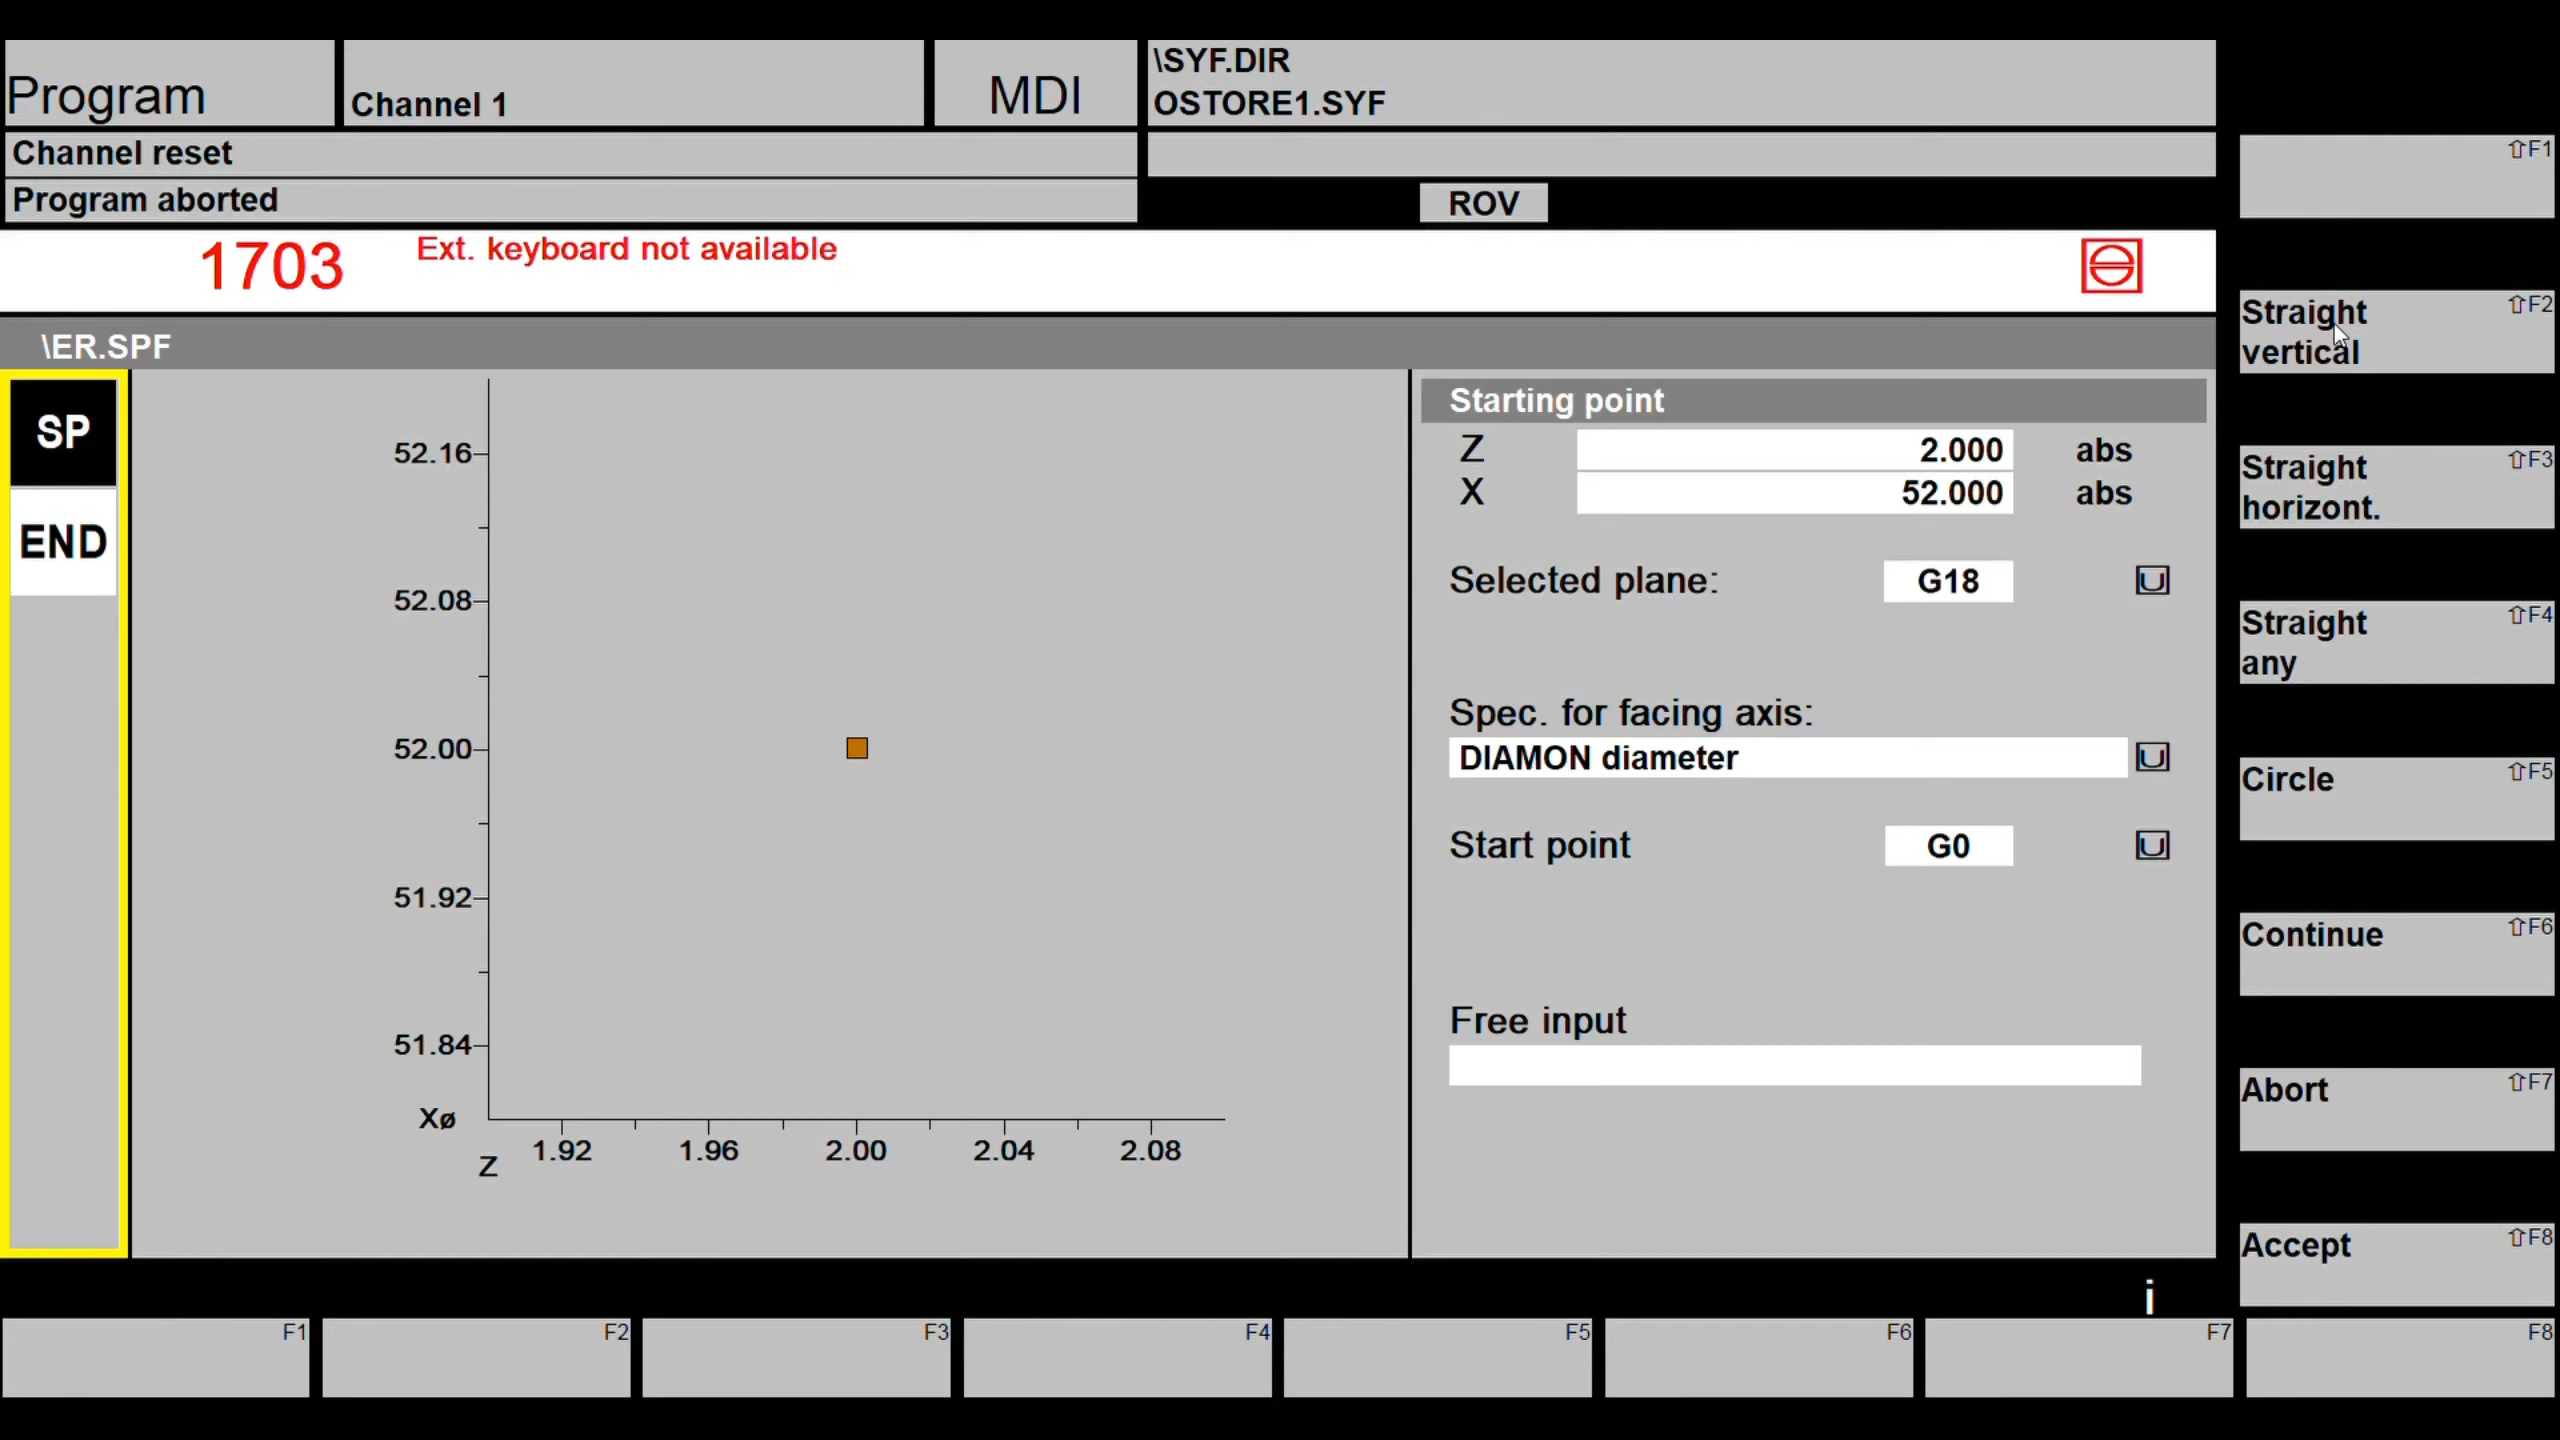 Program
Channel 1
MDI
\SYF.DIR
OSTORE1.SYF
Channel reset
Program aborted
ROV
1703 Ext. keyboard not available
\ER.SPF
SP
END
52.16
52.08
52.00
51.92
51.84
Xø
Z
1.92 1.96 2.00 2.04 2.08
Starting point
Z 2.000 abs
X 52.000 abs
Selected plane: G18
Spec. for facing axis:
DIAMON diameter
Start point G0
Free input
i
⇧F1
Straight ⇧F2
vertical
Straight ⇧F3
horizont.
Straight ⇧F4
any
Circle ⇧F5
Continue ⇧F6
Abort ⇧F7
Accept ⇧F8
F1 F2 F3 F4 F5 F6 F7 F8